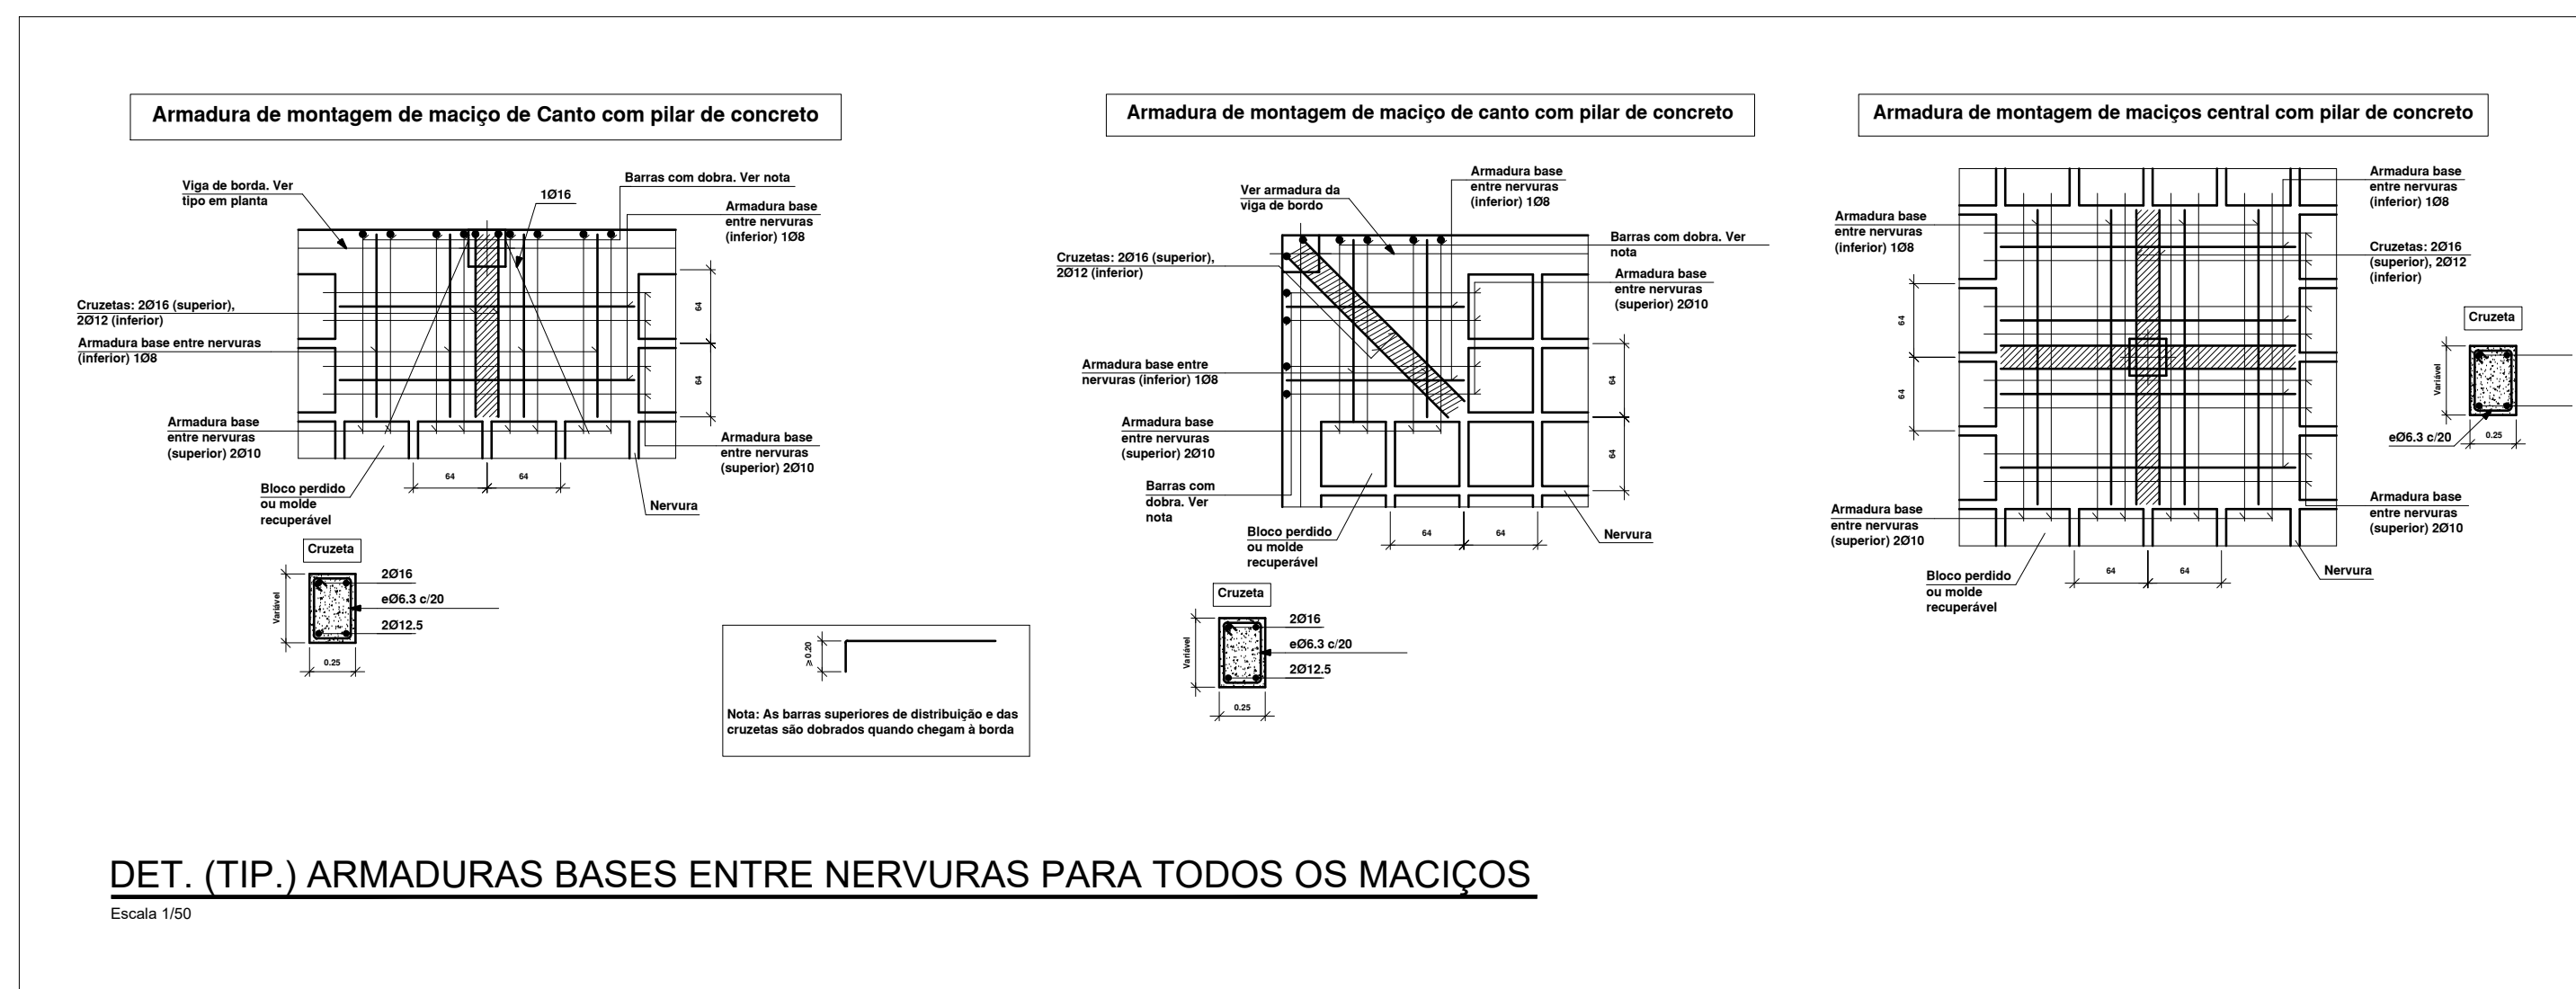 Armadura de montagem de maciço de Canto com pilar de concreto
Viga de borda. Ver
tipo em planta
1Ø16
Barras com dobra. Ver nota
Armadura base
entre nervuras
(inferior) 1Ø8
Cruzetas: 2Ø16 (superior),
2Ø12 (inferior)
Armadura base entre nervuras
(inferior) 1Ø8
64
64
Armadura base
entre nervuras
(superior) 2Ø10
Armadura base
entre nervuras
(superior) 2Ø10
64
64
Bloco perdido
ou molde
recuperável
Nervura
Cruzeta
2Ø16
eØ6.3 c/20
2Ø12.5
Variável
0.25
≥ 0.20
Nota: As barras superiores de distribuição e das
cruzetas são dobrados quando chegam à borda
Armadura de montagem de maciço de canto com pilar de concreto
Ver armadura da
viga de bordo
Armadura base
entre nervuras
(inferior) 1Ø8
Barras com dobra. Ver
nota
Cruzetas: 2Ø16 (superior),
2Ø12 (inferior)
Armadura base
entre nervuras
(superior) 2Ø10
Armadura base entre
nervuras (inferior) 1Ø8
64
64
Armadura base
entre nervuras
(superior) 2Ø10
Barras com
dobra. Ver
nota
64
64
Bloco perdido
ou molde
recuperável
Nervura
Cruzeta
2Ø16
eØ6.3 c/20
2Ø12.5
Variável
0.25
Armadura de montagem de maciços central com pilar de concreto
Armadura base
entre nervuras
(inferior) 1Ø8
Armadura base
entre nervuras
(inferior) 1Ø8
Cruzetas: 2Ø16
(superior), 2Ø12
(inferior)
64
64
Cruzeta
Variável
eØ6.3 c/20
0.25
Armadura base
entre nervuras
(superior) 2Ø10
Armadura base
entre nervuras
(superior) 2Ø10
64
64
Bloco perdido
ou molde
recuperável
Nervura
DET. (TIP.) ARMADURAS BASES ENTRE NERVURAS PARA TODOS OS MACIÇOS
Escala 1/50